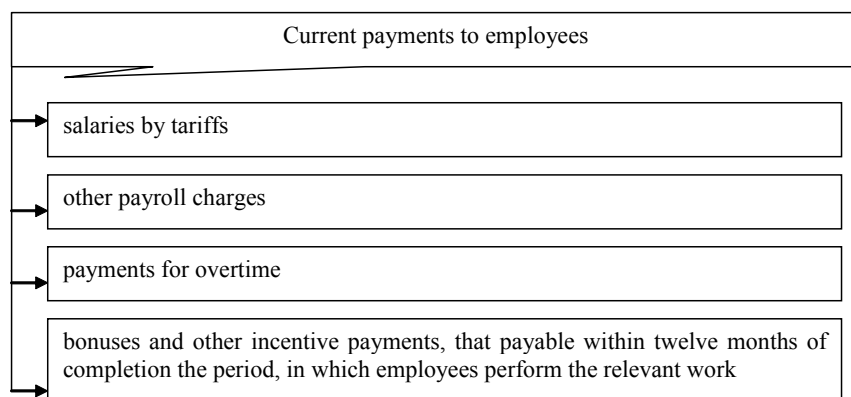 Current payments to employees
salaries by tariffs
other payroll charges
payments for overtime
bonuses and other incentive payments, that payable within twelve months of
completion the period, in which employees perform the relevant work